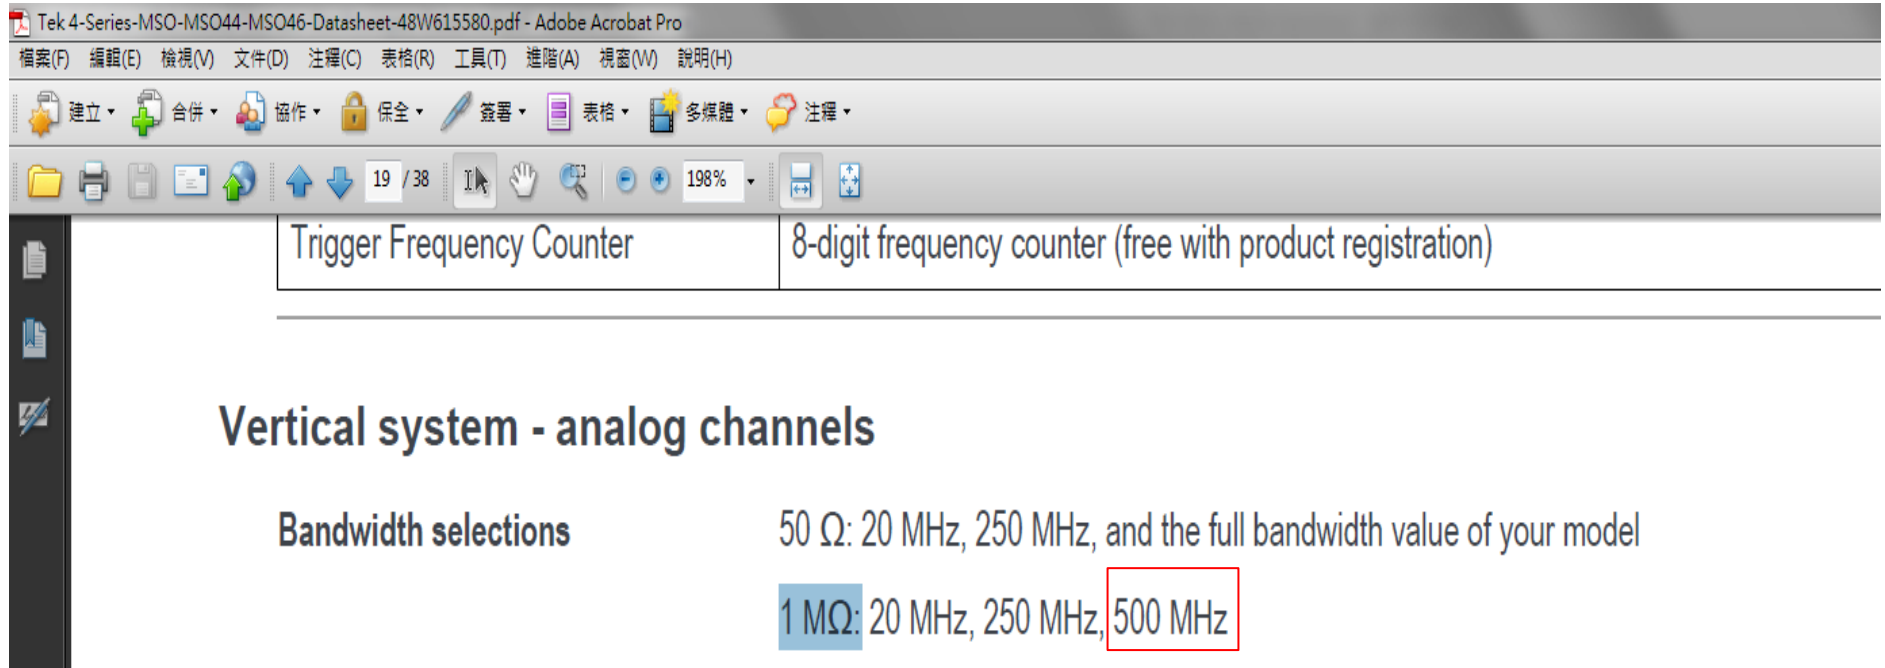 Tek 4-Series-MSO-MSO44-MSO46-Datasheet-48W615580.pdf - Adobe Acrobat Pro
檔案(F) 編輯(E) 檢視(V) 文件(D) 注釋(C) 表格(R) 工具(T) 進階(A) 視窗(W) 說明(H)
建立 合併 協作 保全 簽署 表格 多媒體 注釋
19 / 38 198%
Trigger Frequency Counter 8-digit frequency counter (free with product registration)
Vertical system - analog channels
Bandwidth selections 50 Ω: 20 MHz, 250 MHz, and the full bandwidth value of your model
1 MΩ: 20 MHz, 250 MHz, 500 MHz